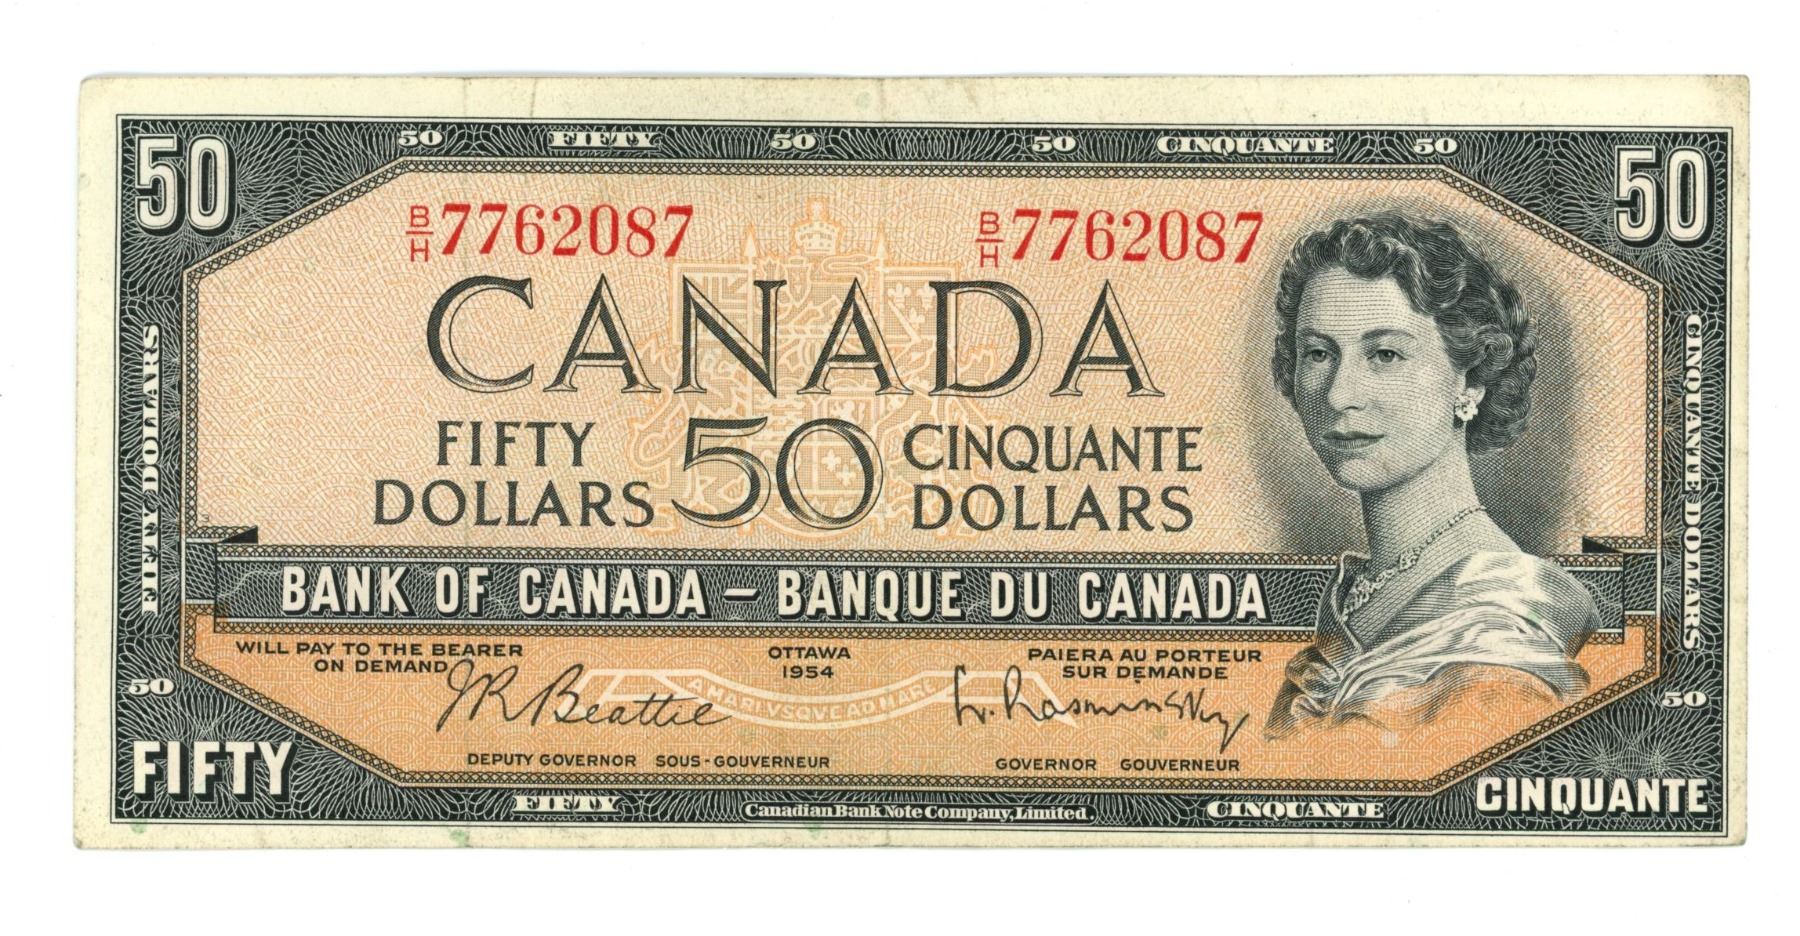 50 FIFTY 50 50 CINQUANTE 50
50 50
B/H 7762087 B/H 7762087
CANADA
FIFTY DOLLARS
50
CINQUANTE DOLLARS
FIFTY DOLLARS
CINQUANTE DOLLARS
BANK OF CANADA – BANQUE DU CANADA
WILL PAY TO THE BEARER
ON DEMAND
OTTAWA
1954
PAIERA AU PORTEUR
SUR DEMANDE
50 50
J.R. Beattie
A MARI VSQVE AD MARE
L. Rasminsky
DEPUTY GOVERNOR SOUS-GOUVERNEUR
GOVERNOR GOUVERNEUR
FIFTY CINQUANTE
FIFTY Canadian Bank Note Company, Limited. CINQUANTE